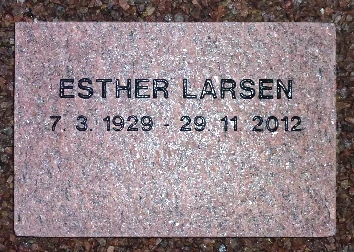 ESTHER LARSEN
7. 3. 1929 - 29 11 2012